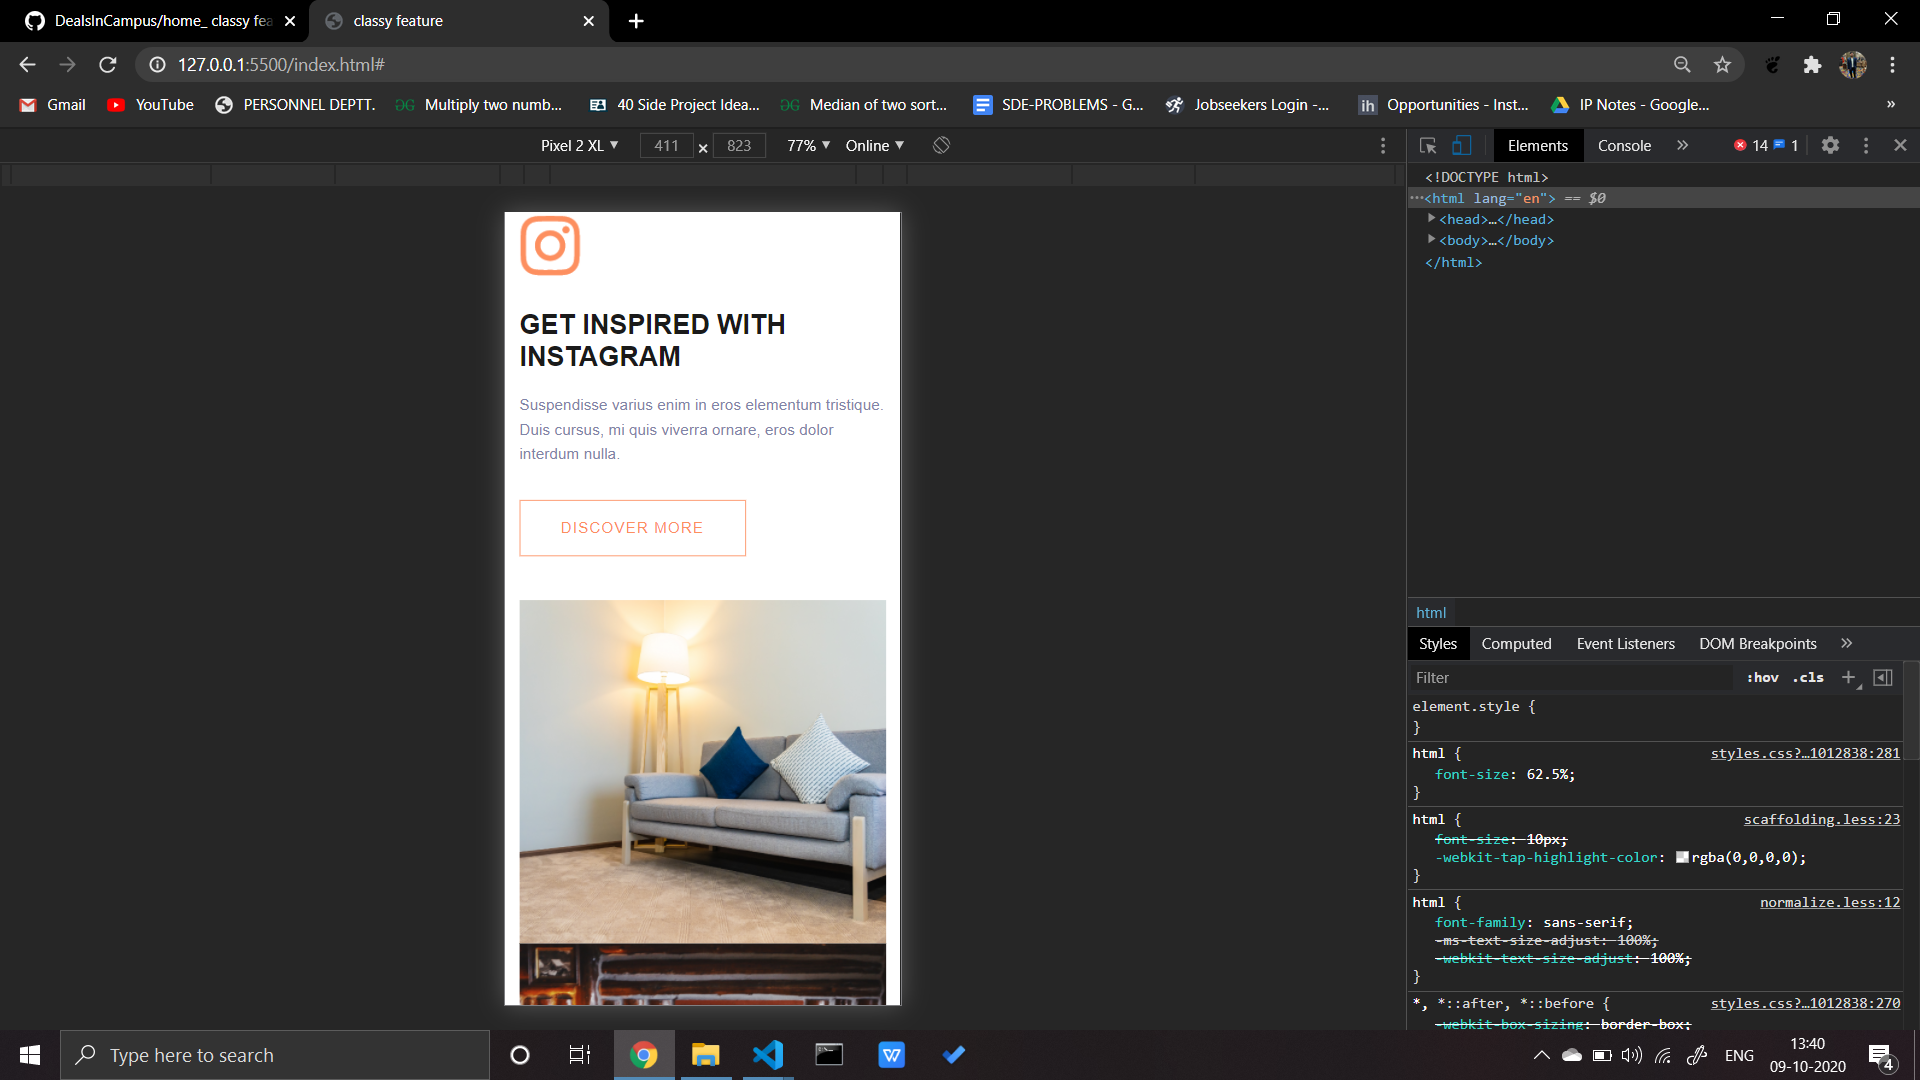 DealsInCampus/home_ classy fea
classy feature
127.0.0.1:5500/index.html#
Gmail
YouTube
PERSONNEL DEPTT.
Multiply two numb...
40 Side Project Idea...
Median of two sort...
SDE-PROBLEMS - G...
Jobseekers Login -...
ih
Opportunities - Inst...
IP Notes - Google...
»
Pixel 2 XL ▼ 411 x 823 77% ▼ Online ▼
Elements Console » 14 1
<!DOCTYPE html>
…<html lang="en"> == $0
<head>…</head>
<body>…</body>
</html>
GET INSPIRED WITH
INSTAGRAM
Suspendisse varius enim in eros elementum tristique.
Duis cursus, mi quis viverra ornare, eros dolor
interdum nulla.
DISCOVER MORE
html
Styles Computed Event Listeners DOM Breakpoints »
Filter :hov .cls +
element.style {
}
html { styles.css?…1012838:281
font-size: 62.5%;
}
html { scaffolding.less:23
font-size: 10px;
-webkit-tap-highlight-color: rgba(0,0,0,0);
}
html { normalize.less:12
font-family: sans-serif;
-ms-text-size-adjust: 100%;
-webkit-text-size-adjust: 100%;
}
*, *::after, *::before { styles.css?…1012838:270
-webkit-box-sizing: border-box;
Type here to search
W
ENG
13:40
09-10-2020
4